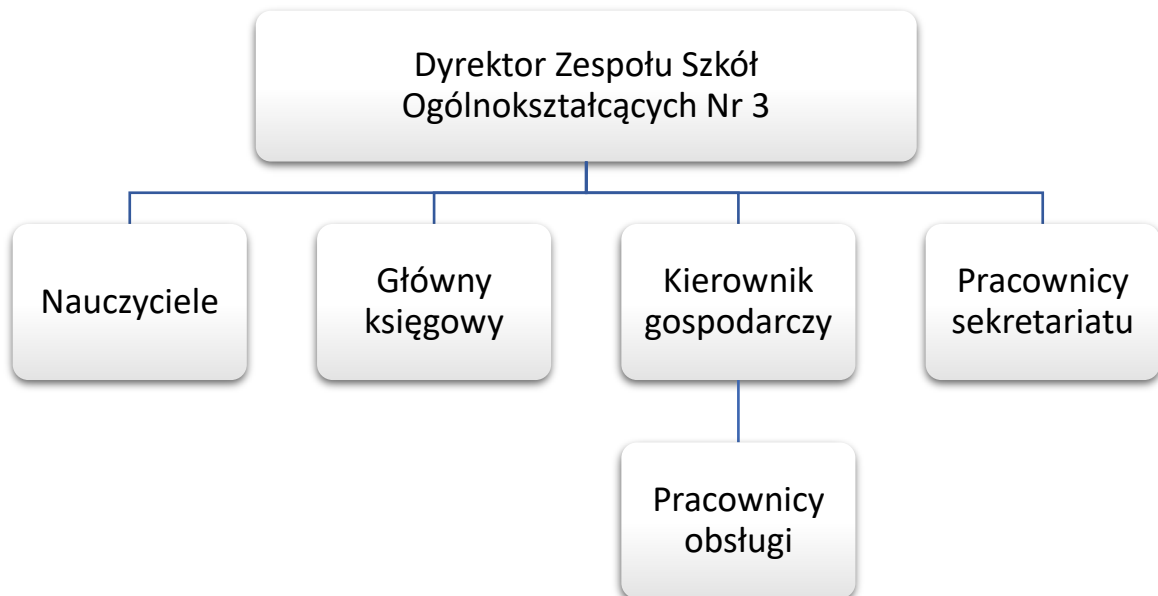 Dyrektor Zespołu Szkół
Ogólnokształcących Nr 3
Nauczyciele
Główny
księgowy
Kierownik
gospodarczy
Pracownicy
sekretariatu
Pracownicy
obsługi